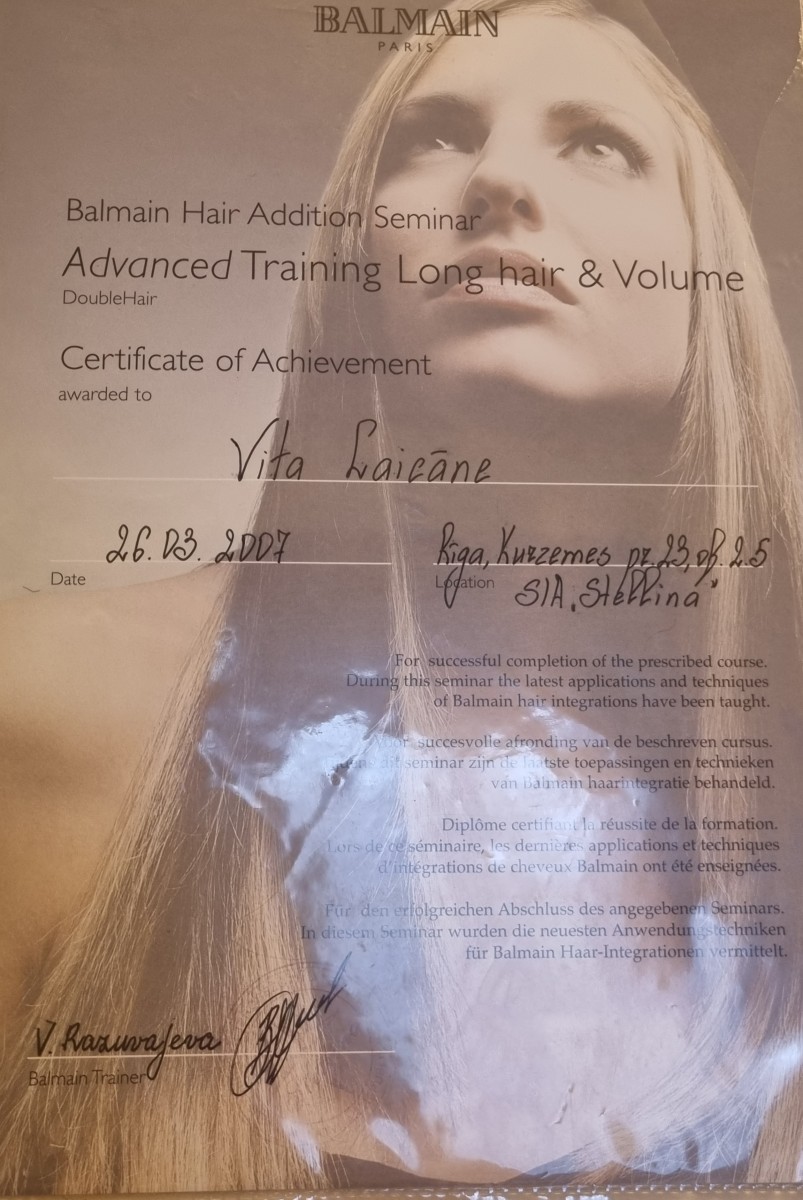 BALMAIN
PARIS
Balmain Hair Addition Seminar
Advanced Training Long hair & Volume
DoubleHair
Certificate of Achievement
awarded to
Vita Laicāne
26.03.2007
Rīga, Kurzemes pr. 23, of. 2.5
Date
Location
SIA „Stellina"
For successful completion of the prescribed course.
During this seminar the latest applications and techniques
of Balmain hair integrations have been taught.
Voor succesvolle afronding van de beschreven cursus.
dit seminar zijn de laatste toepassingen en technieken
van Balmain haarintegratie behandeld.
Diplôme certifiant la réussite de la formation.
Lors de ce séminaire, les dernières applications et techniques
d'intégrations de cheveux Balmain ont été enseignées.
Für den erfolgreichen Abschluss des angegebenen Seminars.
In diesem Seminar wurden die neuesten Anwendungstechniken
für Balmain Haar-Integrationen vermittelt.
V. Razuvajeva
Balmain Trainer